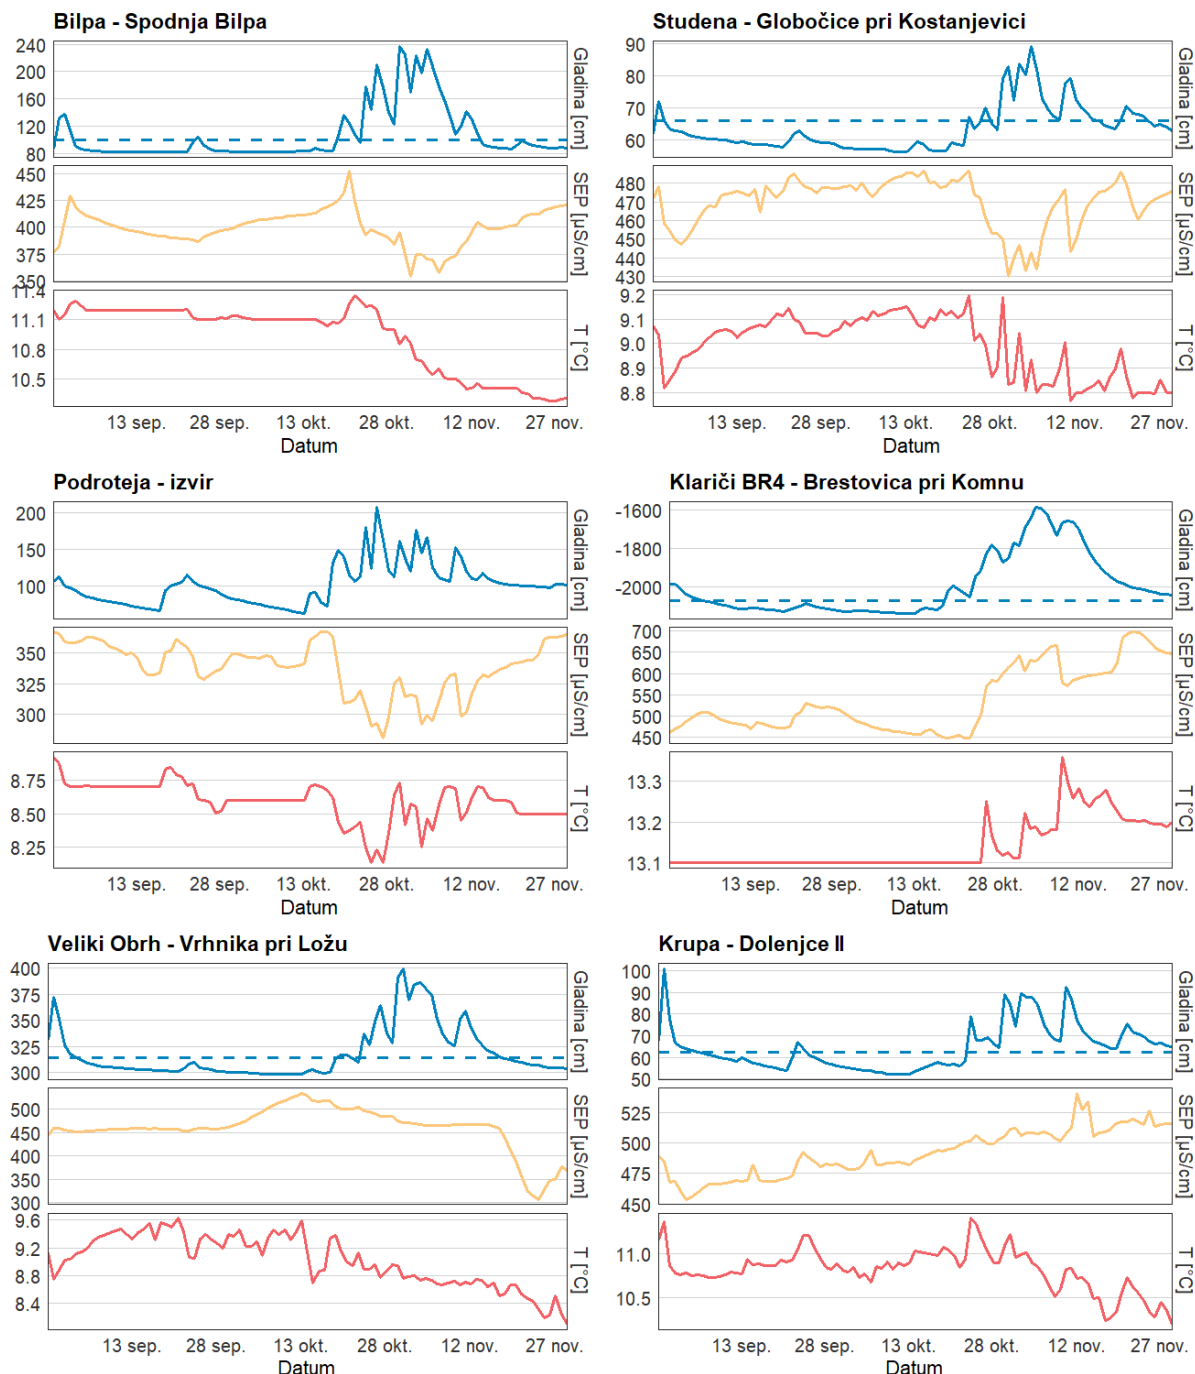 Bilpa - Spodnja Bilpa
240
200
160
120
80
Gladina [cm]
450
425
400
375
350
SEP [µS/cm]
11.4
11.1
10.8
10.5
T [°C]
13 sep. 28 sep. 13 okt. 28 okt. 12 nov. 27 nov.
Datum
Studena - Globočice pri Kostanjevici
90
80
70
60
Gladina [cm]
480
470
460
450
440
430
SEP [µS/cm]
9.2
9.1
9.0
8.9
8.8
T [°C]
13 sep. 28 sep. 13 okt. 28 okt. 12 nov. 27 nov.
Datum
Podroteja - izvir
200
150
100
Gladina [cm]
350
325
300
SEP [µS/cm]
8.75
8.50
8.25
T [°C]
13 sep. 28 sep. 13 okt. 28 okt. 12 nov. 27 nov.
Datum
Klariči BR4 - Brestovica pri Komnu
-1600
-1800
-2000
Gladina [cm]
700
650
600
550
500
450
SEP [µS/cm]
13.3
13.2
13.1
T [°C]
13 sep. 28 sep. 13 okt. 28 okt. 12 nov. 27 nov.
Datum
Veliki Obrh - Vrhnika pri Ložu
400
375
350
325
300
Gladina [cm]
500
450
400
350
300
SEP [µS/cm]
9.6
9.2
8.8
8.4
T [°C]
13 sep. 28 sep. 13 okt. 28 okt. 12 nov. 27 nov.
Datum
Krupa - Dolenjce II
100
90
80
70
60
50
Gladina [cm]
525
500
475
450
SEP [µS/cm]
11.0
10.5
T [°C]
13 sep. 28 sep. 13 okt. 28 okt. 12 nov. 27 nov.
Datum